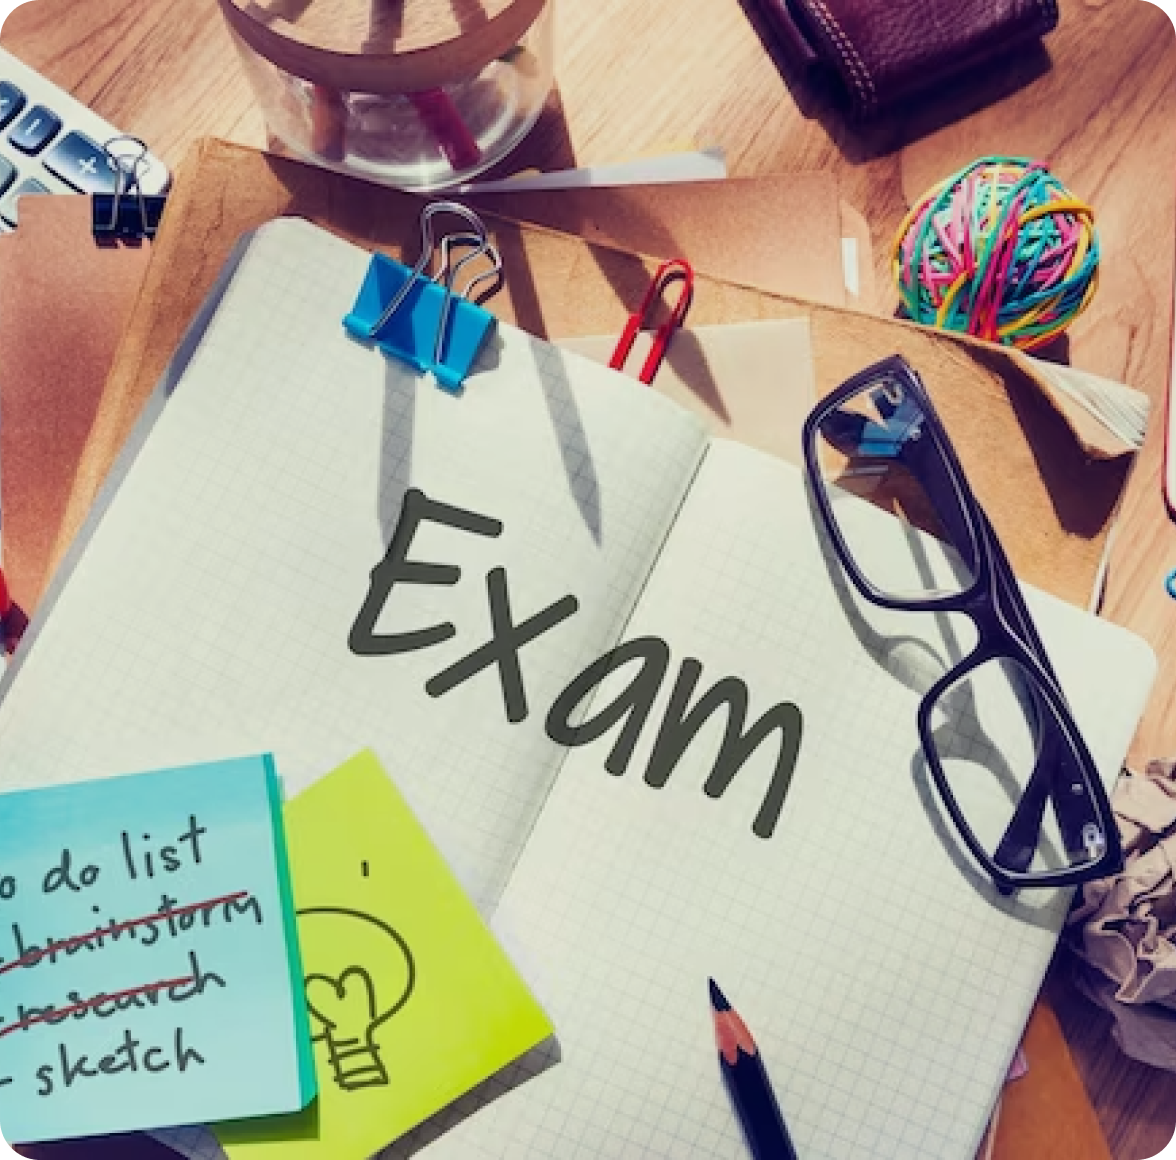 Exam
o do list
- brainstorm
- research
- sketch